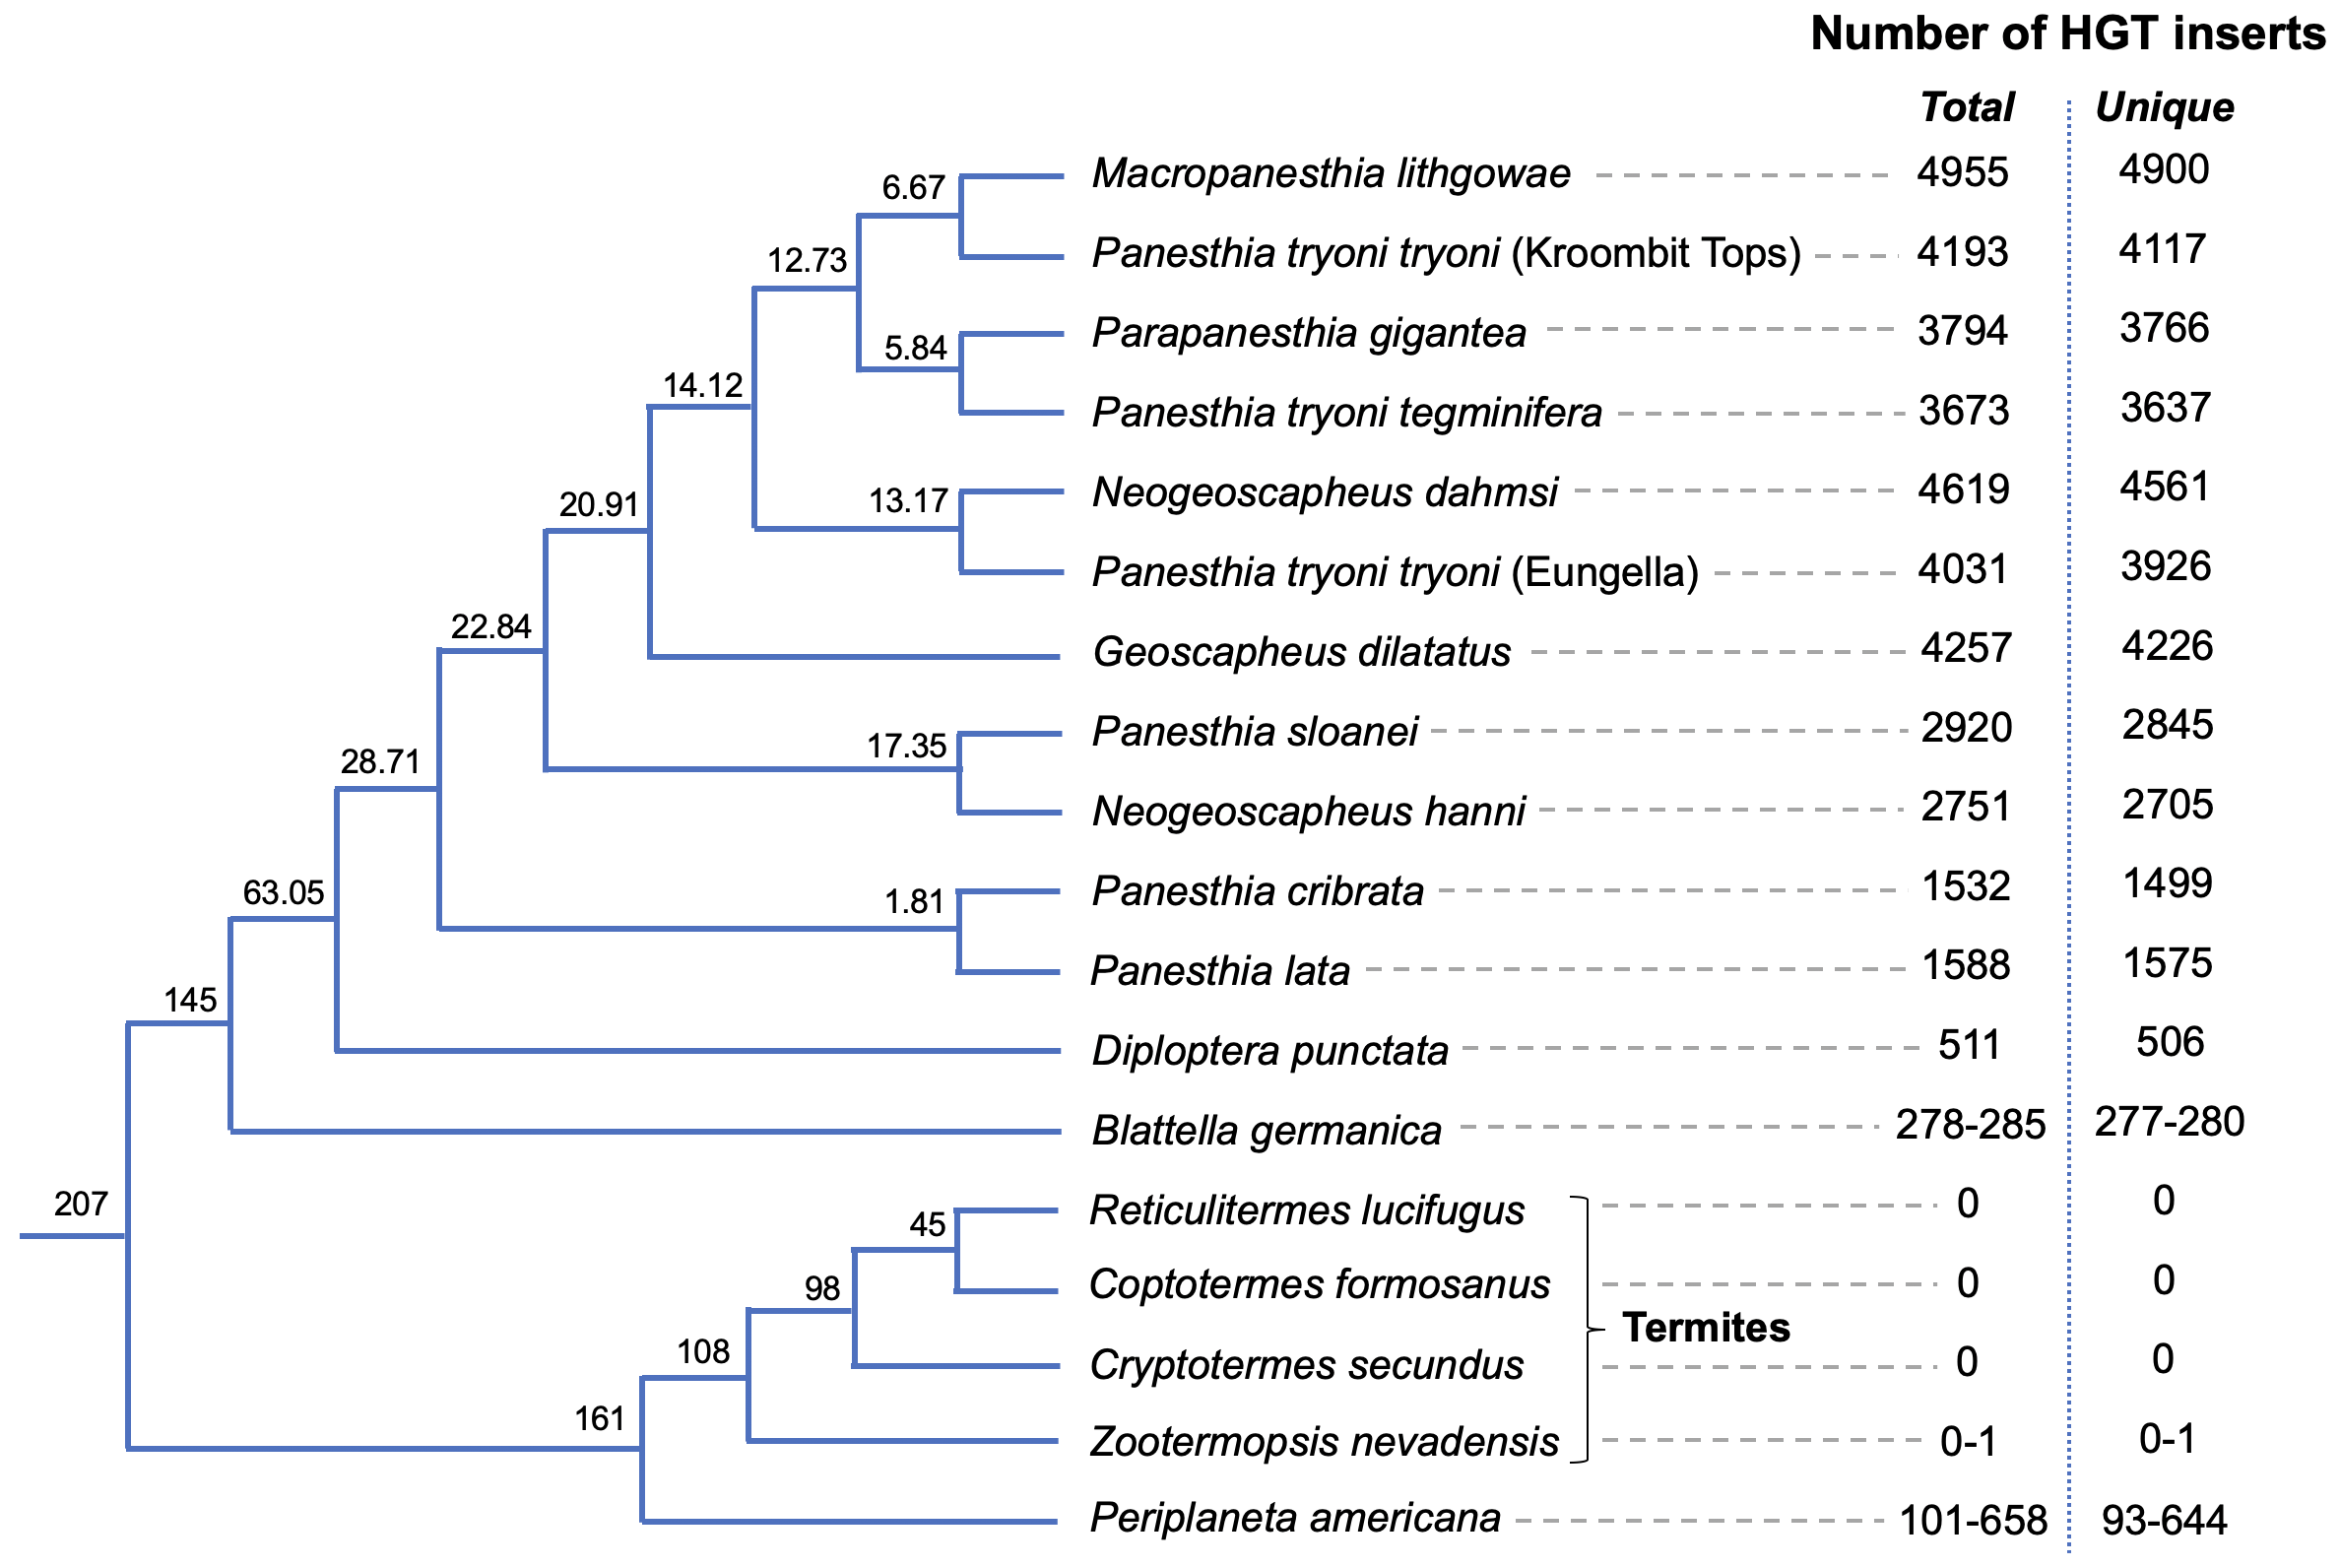 Number of HGT inserts
Total Unique
6.67 Macropanesthia lithgowae 4955 4900
12.73 Panesthia tryoni tryoni (Kroombit Tops) 4193 4117
5.84 Parapanesthia gigantea 3794 3766
14.12 Panesthia tryoni tegminifera 3673 3637
20.91 13.17 Neogeoscapheus dahmsi 4619 4561
Panesthia tryoni tryoni (Eungella) 4031 3926
22.84 Geoscapheus dilatatus 4257 4226
28.71 17.35 Panesthia sloanei 2920 2845
Neogeoscapheus hanni 2751 2705
63.05 1.81 Panesthia cribrata 1532 1499
Panesthia lata 1588 1575
145 Diploptera punctata 511 506
Blattella germanica 278-285 277-280
207 45 Reticulitermes lucifugus 0 0
98 Coptotermes formosanus 0 0
Termites
108 Cryptotermes secundus 0 0
161 Zootermopsis nevadensis 0-1 0-1
Periplaneta americana 101-658 93-644